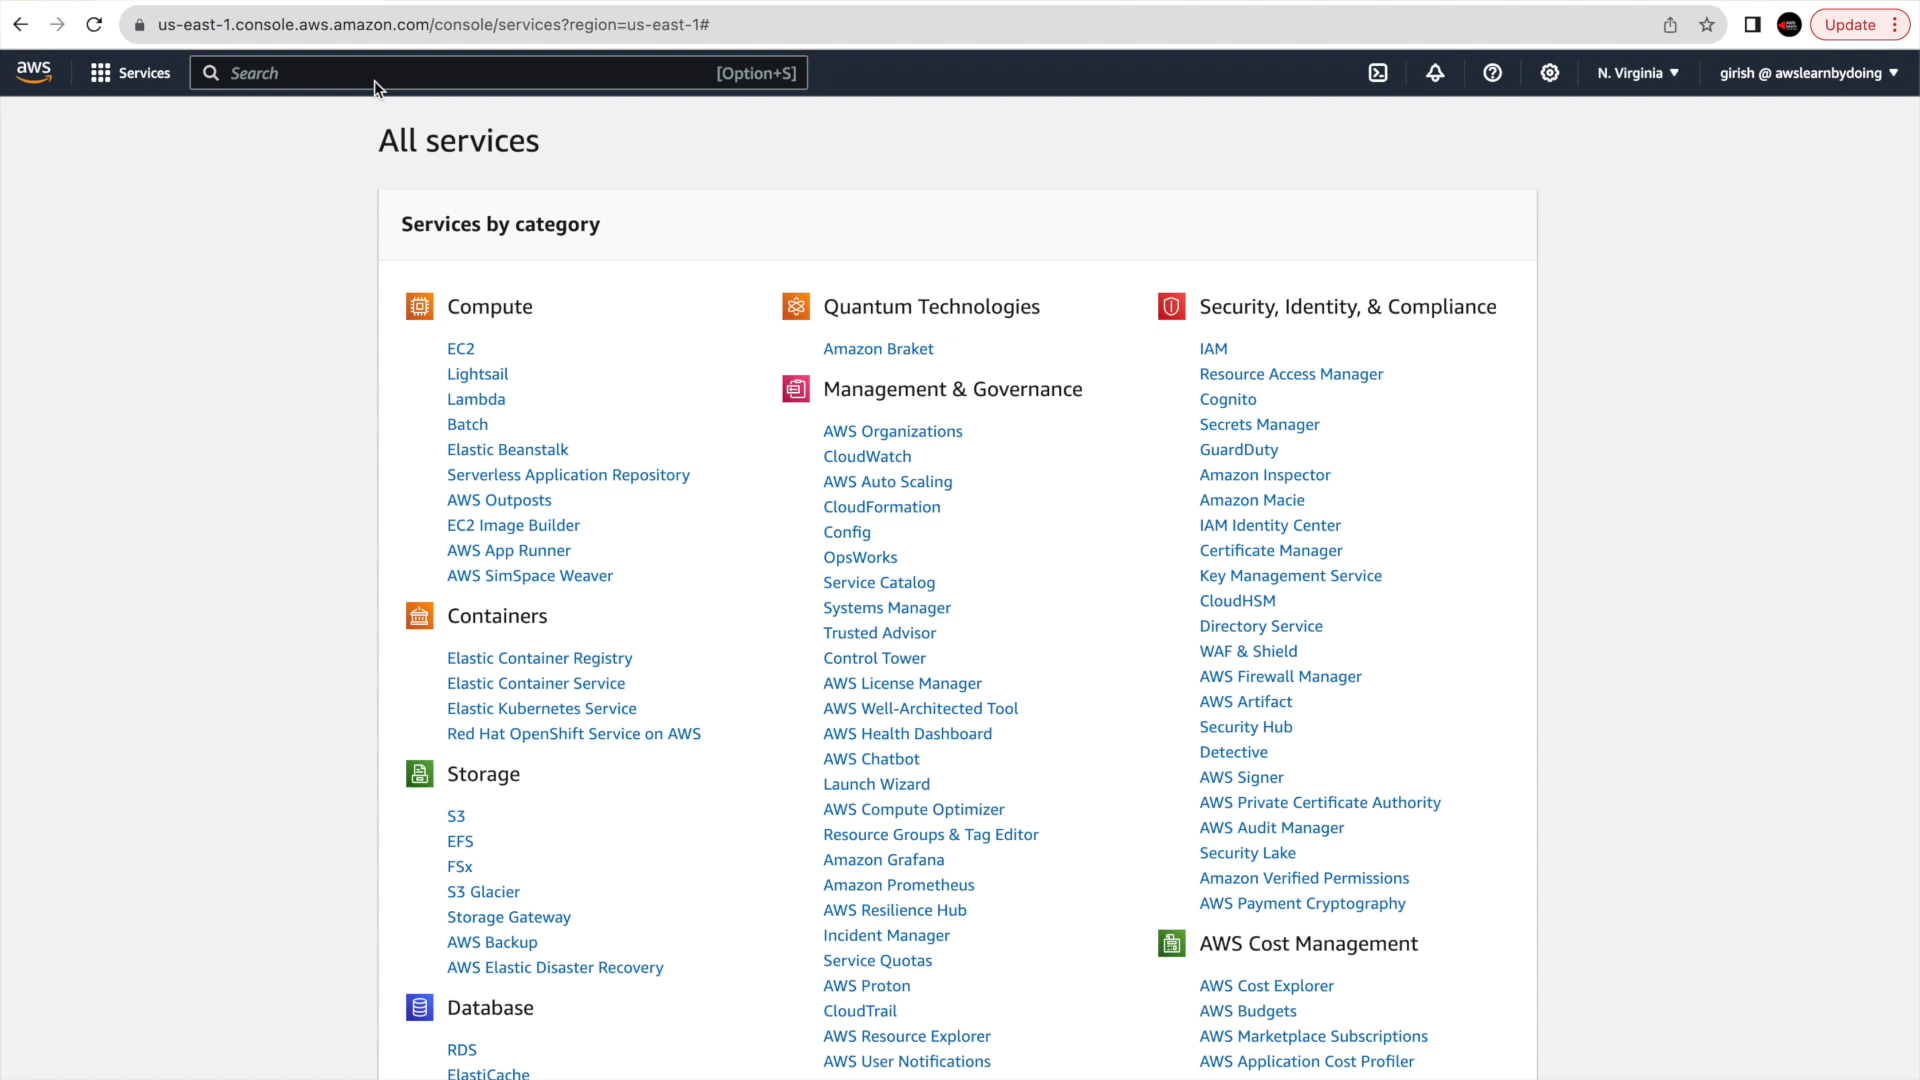 us-east-1.console.aws.amazon.com/console/services?region=us-east-1#
Update
aws
Services
Search
[Option+S]
N. Virginia
girish @ awslearnbydoing
All services
Services by category
Compute
EC2
Lightsail
Lambda
Batch
Elastic Beanstalk
Serverless Application Repository
AWS Outposts
EC2 Image Builder
AWS App Runner
AWS SimSpace Weaver
Containers
Elastic Container Registry
Elastic Container Service
Elastic Kubernetes Service
Red Hat OpenShift Service on AWS
Storage
S3
EFS
FSx
S3 Glacier
Storage Gateway
AWS Backup
AWS Elastic Disaster Recovery
Database
RDS
ElastiCache
Quantum Technologies
Amazon Braket
Management & Governance
AWS Organizations
CloudWatch
AWS Auto Scaling
CloudFormation
Config
OpsWorks
Service Catalog
Systems Manager
Trusted Advisor
Control Tower
AWS License Manager
AWS Well-Architected Tool
AWS Health Dashboard
AWS Chatbot
Launch Wizard
AWS Compute Optimizer
Resource Groups & Tag Editor
Amazon Grafana
Amazon Prometheus
AWS Resilience Hub
Incident Manager
Service Quotas
AWS Proton
CloudTrail
AWS Resource Explorer
AWS User Notifications
Security, Identity, & Compliance
IAM
Resource Access Manager
Cognito
Secrets Manager
GuardDuty
Amazon Inspector
Amazon Macie
IAM Identity Center
Certificate Manager
Key Management Service
CloudHSM
Directory Service
WAF & Shield
AWS Firewall Manager
AWS Artifact
Security Hub
Detective
AWS Signer
AWS Private Certificate Authority
AWS Audit Manager
Security Lake
Amazon Verified Permissions
AWS Payment Cryptography
AWS Cost Management
AWS Cost Explorer
AWS Budgets
AWS Marketplace Subscriptions
AWS Application Cost Profiler